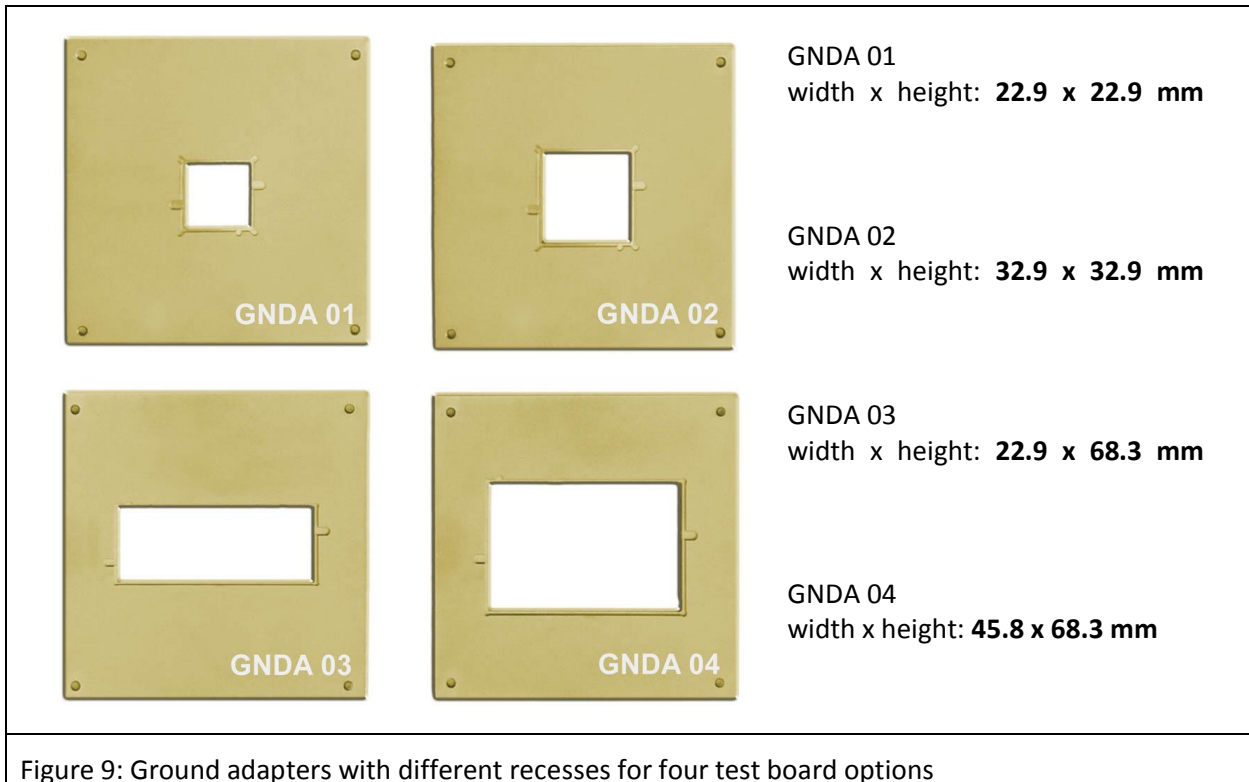 GNDA 01
width x height: 22.9 x 22.9 mm
GNDA 02
width x height: 32.9 x 32.9 mm
GNDA 01
GNDA 02
GNDA 03
width x height: 22.9 x 68.3 mm
GNDA 04
width x height: 45.8 x 68.3 mm
GNDA 03
GNDA 04
Figure 9: Ground adapters with different recesses for four test board options